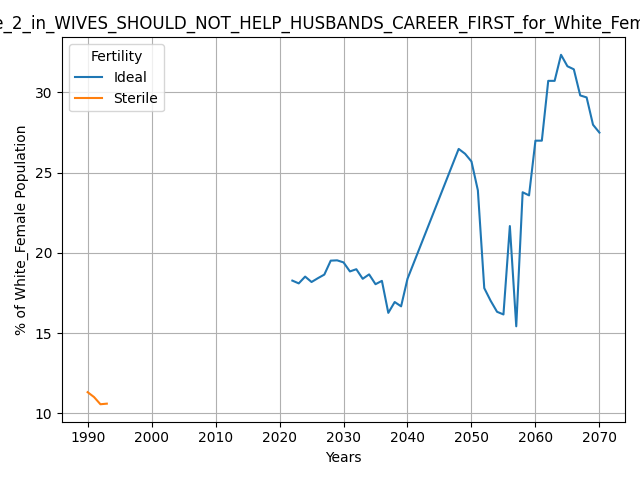 _2_in_WIVES_SHOULD_NOT_HELP_HUSBANDS_CAREER_FIRST_for_White_Fem
Fertility
Ideal
Sterile
% of White_Female Population
30
25
20
15
10
1990 2000 2010 2020 2030 2040 2050 2060 2070
Years